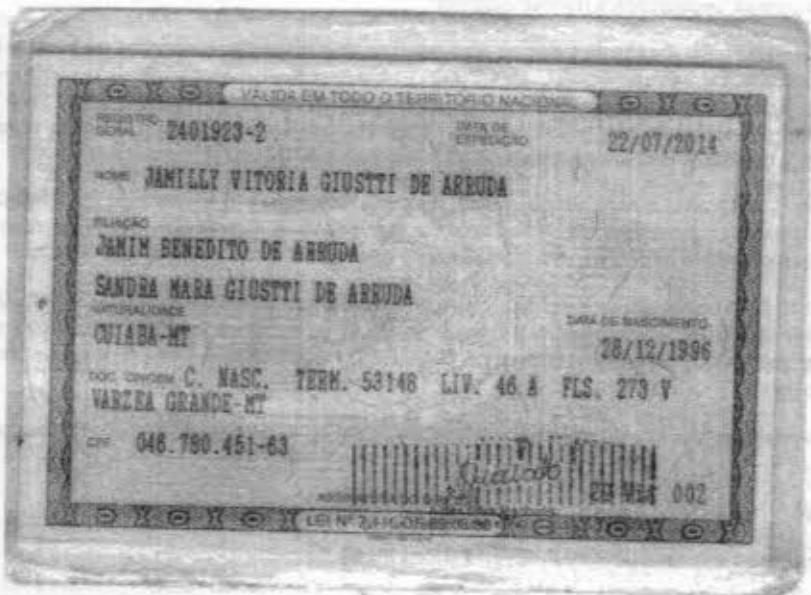 VÁLIDA EM TODO O TERRITÓRIO NACIONAL
REGISTRO GERAL 2401923-2 DATA DE EXPEDIÇÃO 22/07/2014
NOME JAMILLY VITORIA GIUSTTI DE ARRUDA
FILIAÇÃO
JAMIM BENEDITO DE ARRUDA
SANDRA MARA GIUSTTI DE ARRUDA
NATURALIDADE DATA DE NASCIMENTO
CUIABA-MT 28/12/1996
DOC. ORIGEM C. NASC. TERM. 53148 LIV. 46 A FLS. 273 V
VARZEA GRANDE-MT
CPF 046.780.451-63
002
LEI Nº